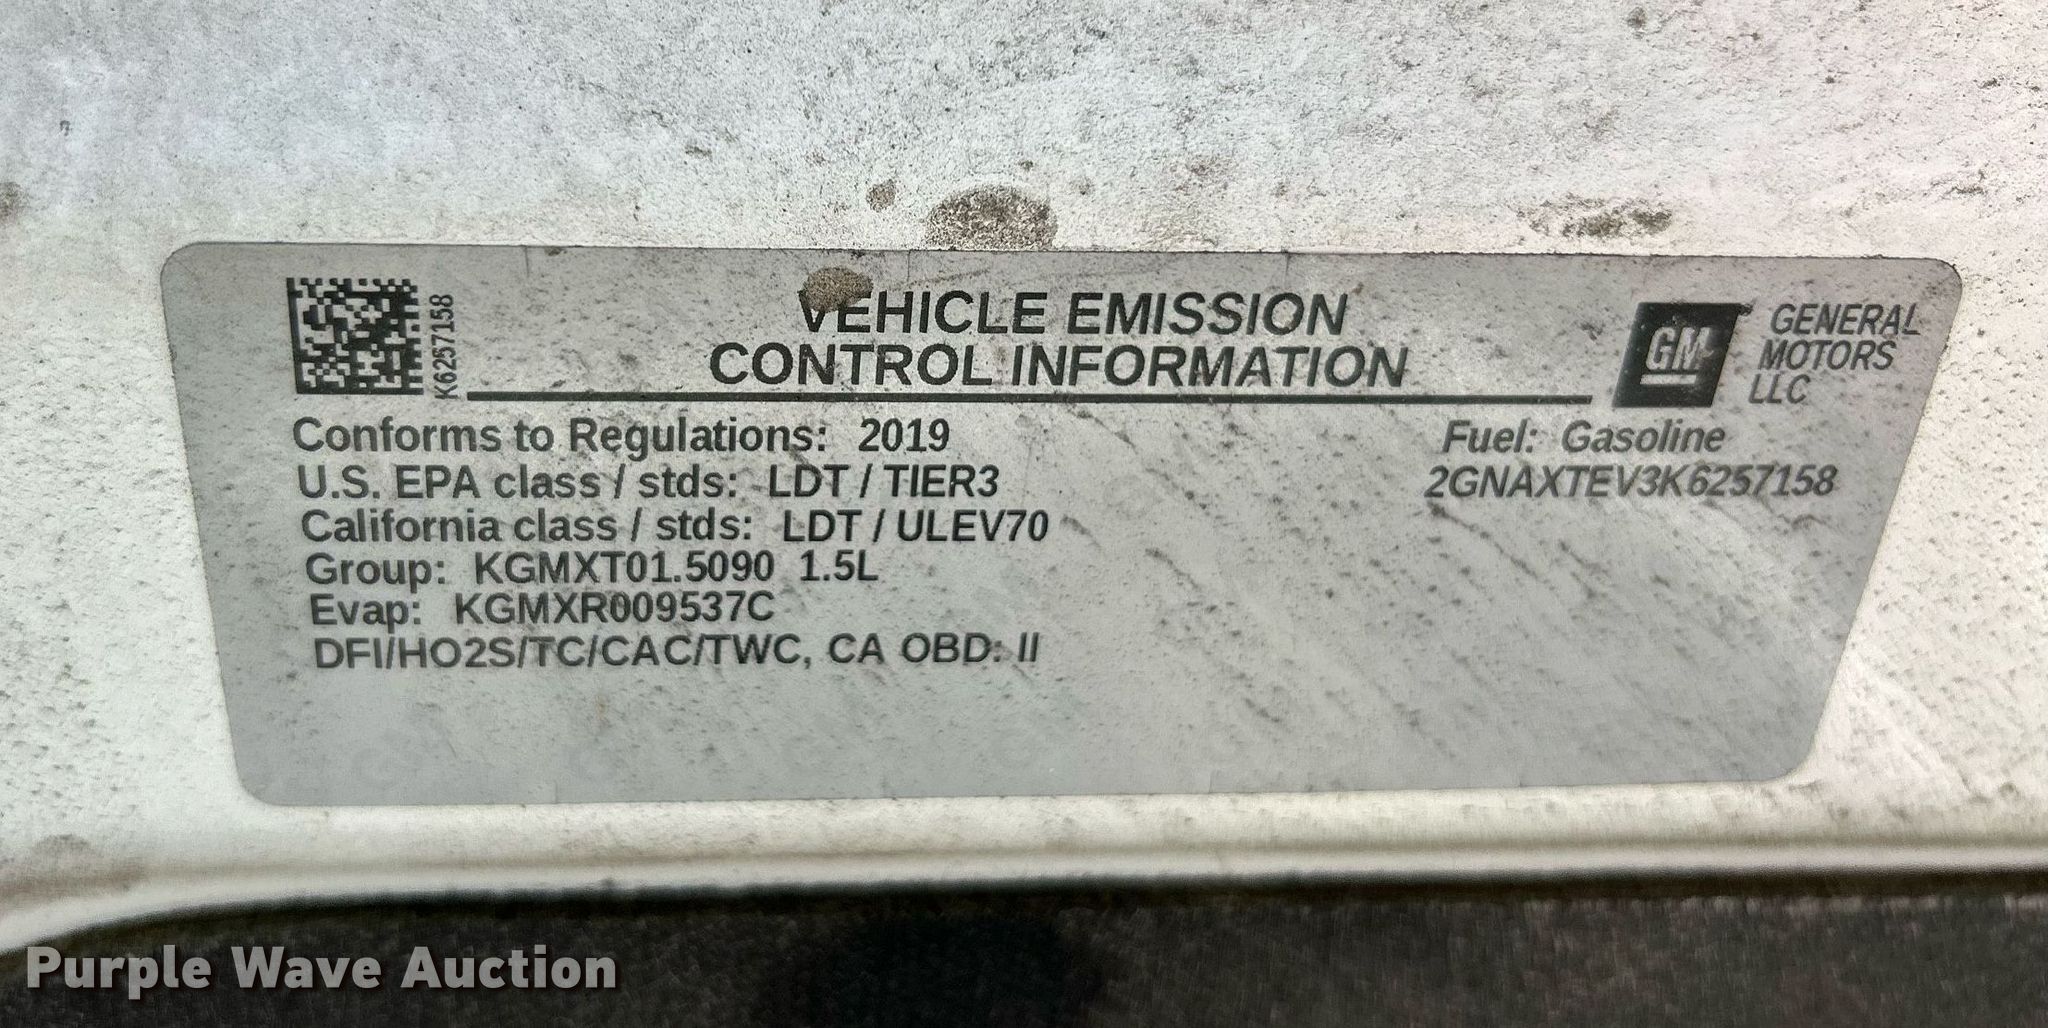 K6257158
VEHICLE EMISSION
CONTROL INFORMATION
GM
GENERAL
MOTORS
LLC
Conforms to Regulations: 2019
U.S. EPA class / stds: LDT / TIER3
California class / stds: LDT / ULEV70
Group: KGMXT01.5090 1.5L
Evap: KGMXR009537C
DFI/HO2S/TC/CAC/TWC, CA OBD: II
Fuel: Gasoline
2GNAXTEV3K6257158
Purple Wave Auction